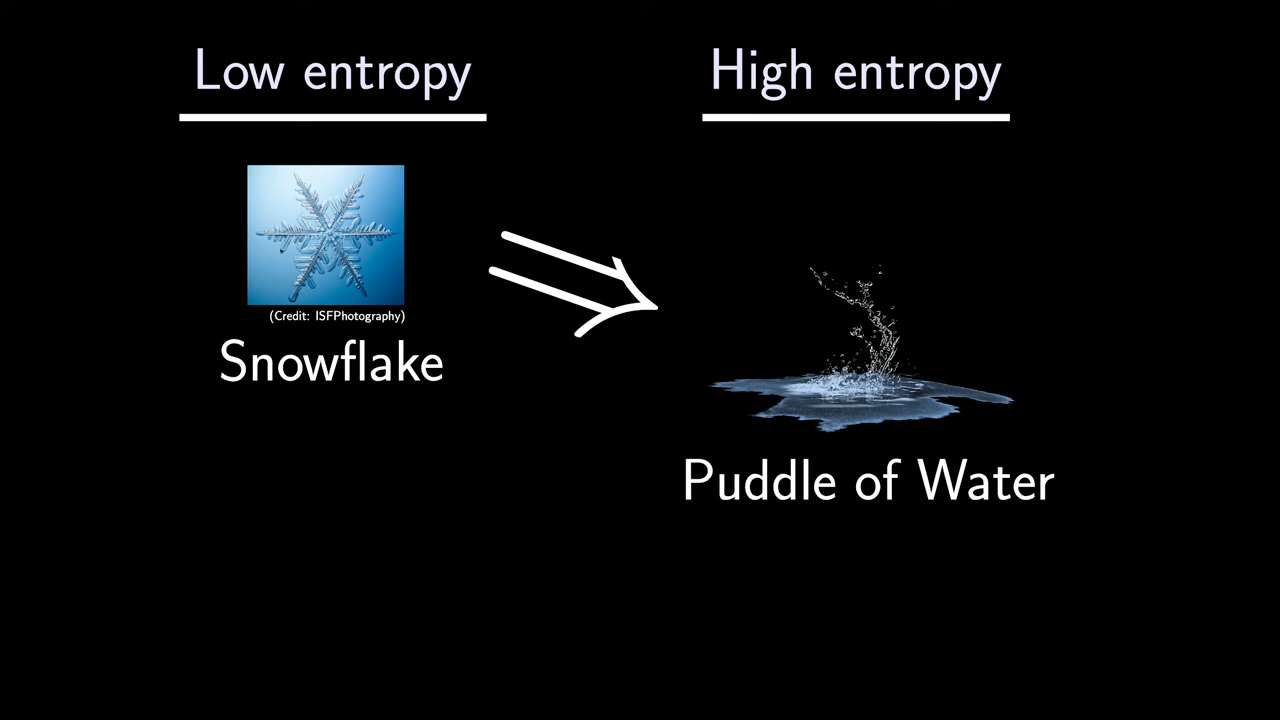 Low entropy
High entropy
(Credit: ISFPhotography)
Snowflake
Puddle of Water